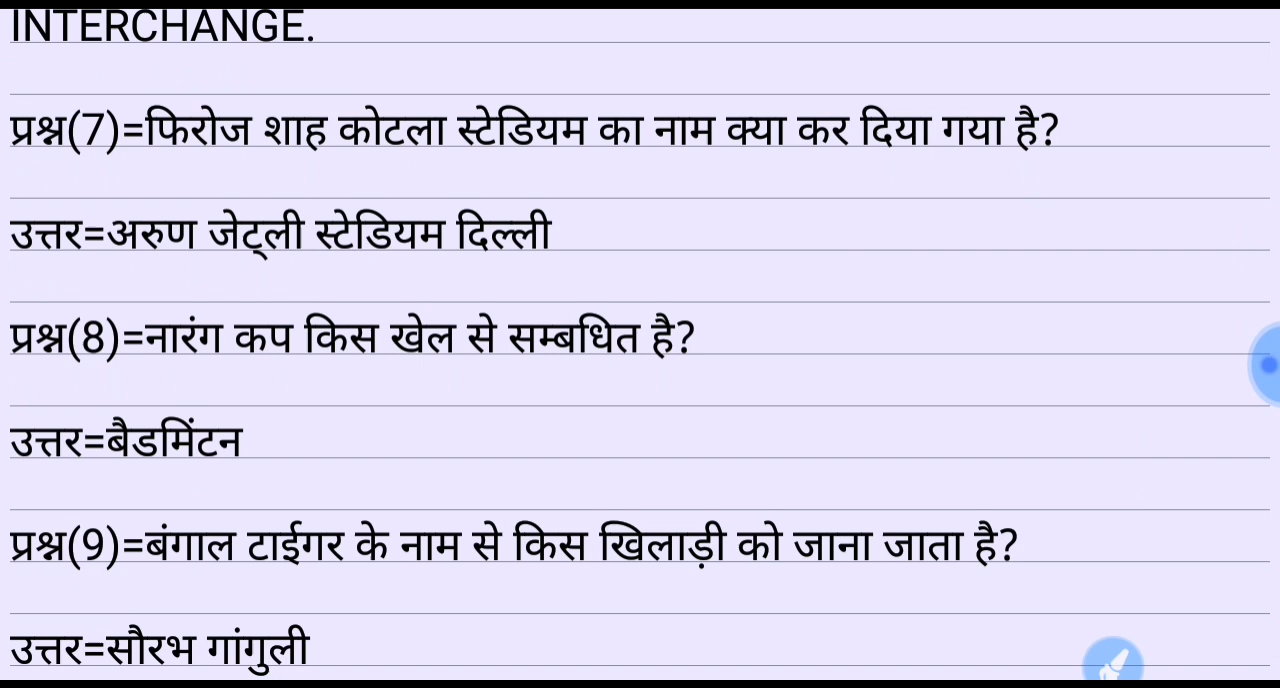 INTERCHANGE.
प्रश्न(7)=फिरोज शाह कोटला स्टेडियम का नाम क्या कर दिया गया है?
उत्तर=अरुण जेट्ली स्टेडियम दिल्ली
प्रश्न(8)=नारंग कप किस खेल से सम्बधित है?
उत्तर=बैडमिंटन
प्रश्न(9)=बंगाल टाईगर के नाम से किस खिलाड़ी को जाना जाता है?
उत्तर=सौरभ गांगुली